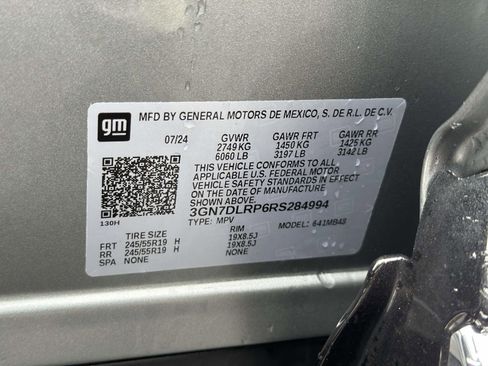 gm
MFD BY GENERAL MOTORS DE MEXICO, S. DE R.L. DE C.V.
07/24 GVWR GAWR FRT GAWR RR
2749 KG 1450 KG 1425 KG
6060 LB 3197 LB 3142 LB
THIS VEHICLE CONFORMS TO ALL
APPLICABLE U.S. FEDERAL MOTOR
VEHICLE SAFETY STANDARDS IN EFFECT
ON THE DATE OF MANUFACTURE
SHOWN ABOVE.
3GN7DLRP6RS284994
130H
TYPE: MPV MODEL: 641MB48
TIRE SIZE RIM
FRT 245/55R19 H 19X8.5J
RR 245/55R19 H 19X8.5J
SPA NONE NONE